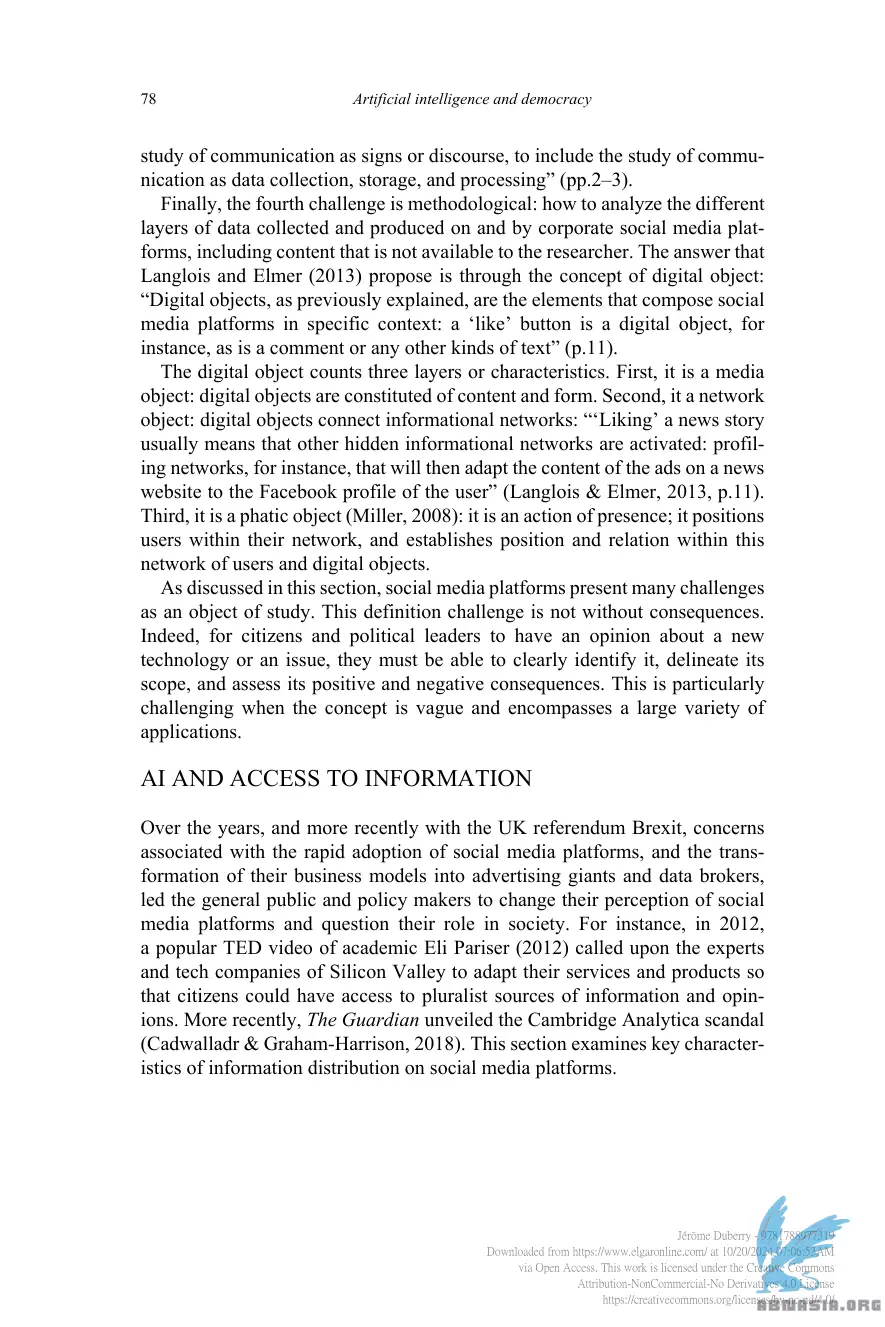 78
Artificial intelligence and democracy
study of communication as signs or discourse, to include the study of commu-
nication as data collection, storage, and processing” (pp.2–3).
Finally, the fourth challenge is methodological: how to analyze the different
layers of data collected and produced on and by corporate social media plat-
forms, including content that is not available to the researcher. The answer that
Langlois and Elmer (2013) propose is through the concept of digital object:
“Digital objects, as previously explained, are the elements that compose social
media platforms in specific context: a ‘like’ button is a digital object, for
instance, as is a comment or any other kinds of text” (p.11).
The digital object counts three layers or characteristics. First, it is a media
object: digital objects are constituted of content and form. Second, it a network
object: digital objects connect informational networks: “‘Liking’ a news story
usually means that other hidden informational networks are activated: profil-
ing networks, for instance, that will then adapt the content of the ads on a news
website to the Facebook profile of the user” (Langlois & Elmer, 2013, p.11).
Third, it is a phatic object (Miller, 2008): it is an action of presence; it positions
users within their network, and establishes position and relation within this
network of users and digital objects.
As discussed in this section, social media platforms present many challenges
as an object of study. This definition challenge is not without consequences.
Indeed, for citizens and political leaders to have an opinion about a new
technology or an issue, they must be able to clearly identify it, delineate its
scope, and assess its positive and negative consequences. This is particularly
challenging when the concept is vague and encompasses a large variety of
applications.
AI AND ACCESS TO INFORMATION
Over the years, and more recently with the UK referendum Brexit, concerns
associated with the rapid adoption of social media platforms, and the trans-
formation of their business models into advertising giants and data brokers,
led the general public and policy makers to change their perception of social
media platforms and question their role in society. For instance, in 2012,
a popular TED video of academic Eli Pariser (2012) called upon the experts
and tech companies of Silicon Valley to adapt their services and products so
that citizens could have access to pluralist sources of information and opin-
ions. More recently, The Guardian unveiled the Cambridge Analytica scandal
(Cadwalladr & Graham-Harrison, 2018). This section examines key character-
istics of information distribution on social media platforms.
Jérôme Duberry - 9781788977319
Downloaded from https://www.elgaronline.com/ at 10/20/2024 07:06:52AM
via Open Access. This work is licensed under the Creative Commons
Attribution-NonCommercial-No Derivatives 4.0 License
https://creativecommons.org/licenses/by-nc-nd/4.0/
ABWASIA.ORG